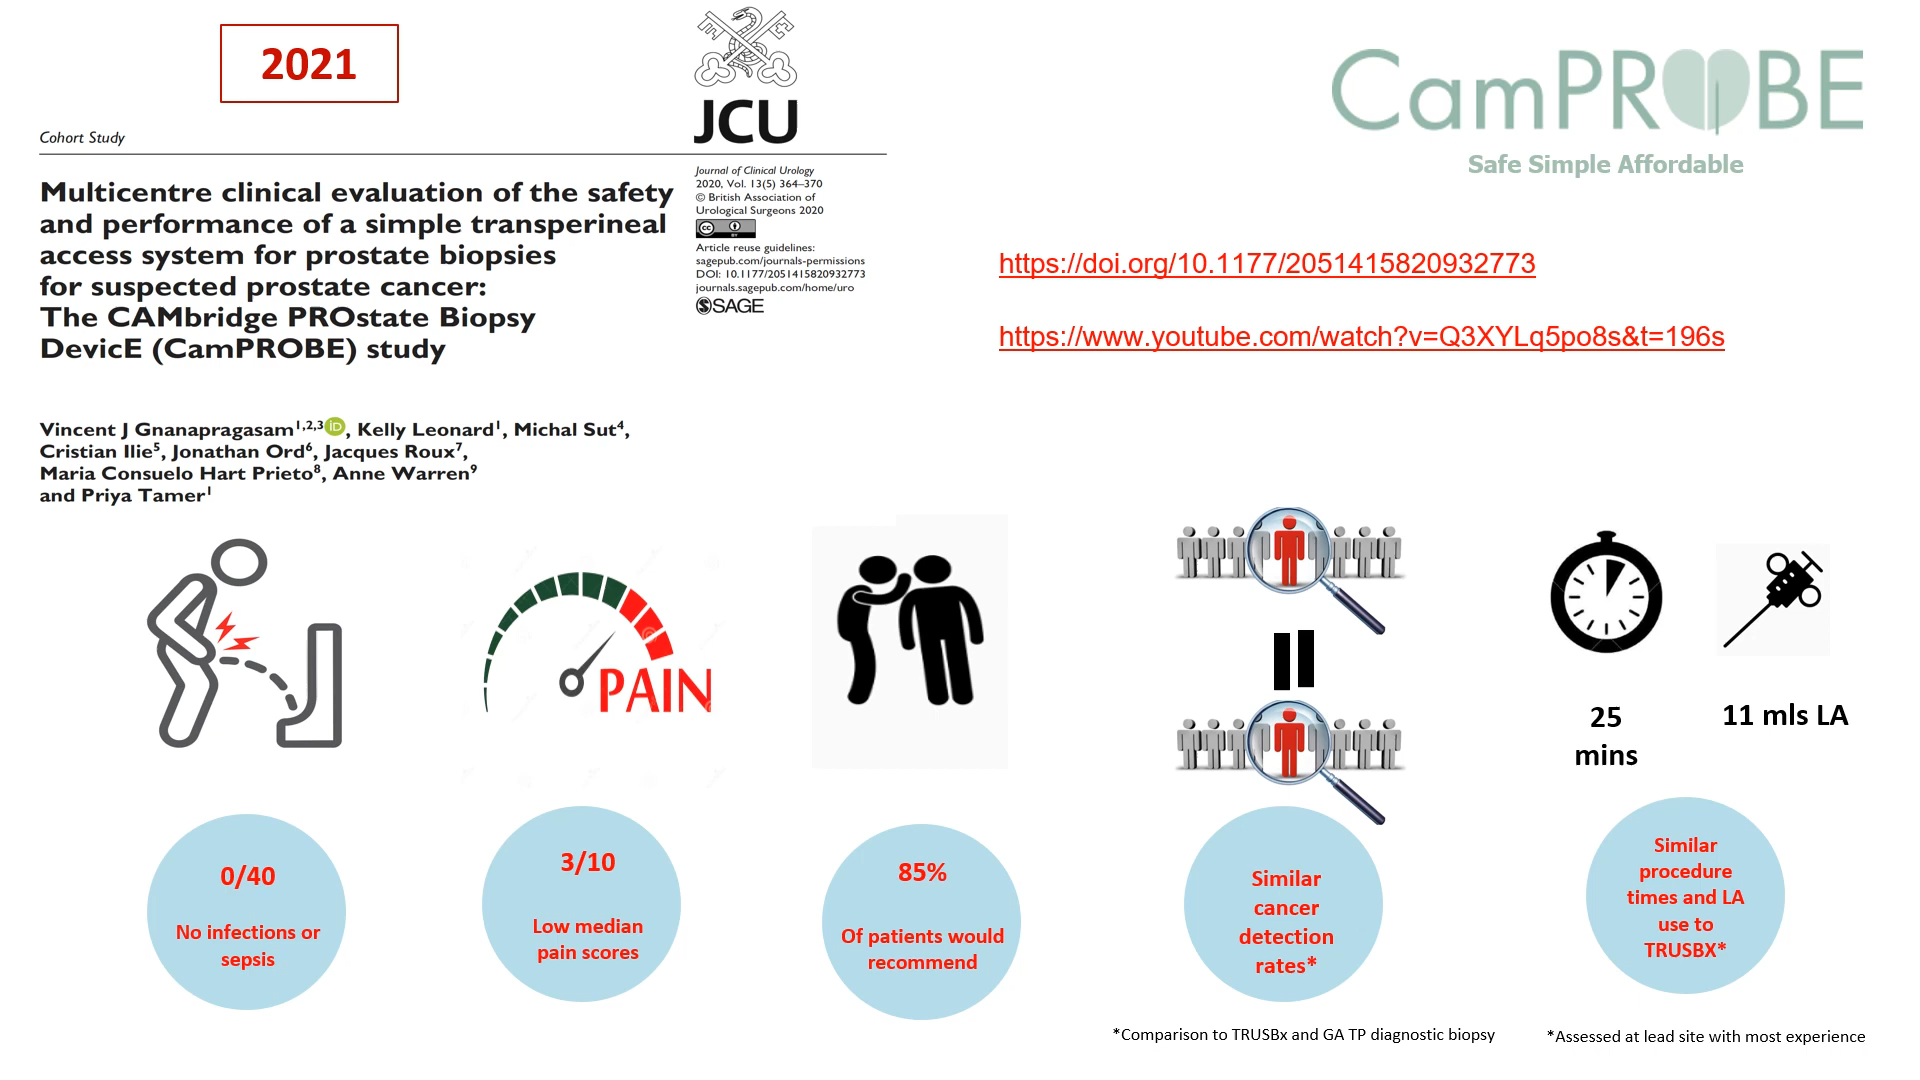 2021
JCU
CamPROBE
Safe Simple Affordable
Cohort Study
Multicentre clinical evaluation of the safety
and performance of a simple transperineal
access system for prostate biopsies
for suspected prostate cancer:
The CAMbridge PROstate Biopsy
DevicE (CamPROBE) study
Journal of Clinical Urology
2020, Vol. 13(5) 364–370
© British Association of
Urological Surgeons 2020
cc BY
Article reuse guidelines:
sagepub.com/journals-permissions
DOI: 10.1177/2051415820932773
journals.sagepub.com/home/uro
SAGE
https://doi.org/10.1177/2051415820932773
https://www.youtube.com/watch?v=Q3XYLq5po8s&t=196s
Vincent J Gnanapragasam1,2,3 iD, Kelly Leonard1, Michal Sut4,
Cristian Ilie5, Jonathan Ord6, Jacques Roux7,
Maria Consuelo Hart Prieto8, Anne Warren9
and Priya Tamer1
PAIN
25
mins
11 mls LA
0/40
No infections or
sepsis
3/10
Low median
pain scores
85%
Of patients would
recommend
Similar
cancer
detection
rates*
Similar
procedure
times and LA
use to
TRUSBX*
*Comparison to TRUSBx and GA TP diagnostic biopsy
*Assessed at lead site with most experience